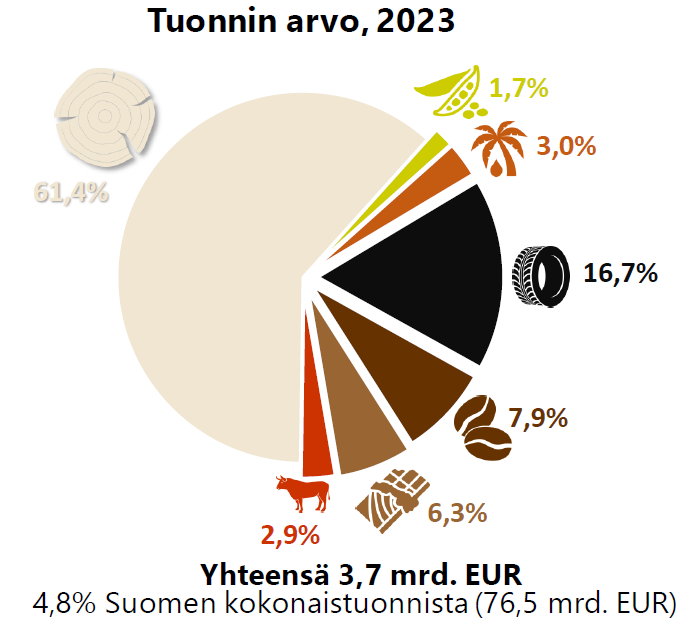 Tuonnin arvo, 2023
1,7%
3,0%
61,4%
16,7%
7,9%
6,3%
2,9%
Yhteensä 3,7 mrd. EUR
4,8% Suomen kokonaistuonnista (76,5 mrd. EUR)